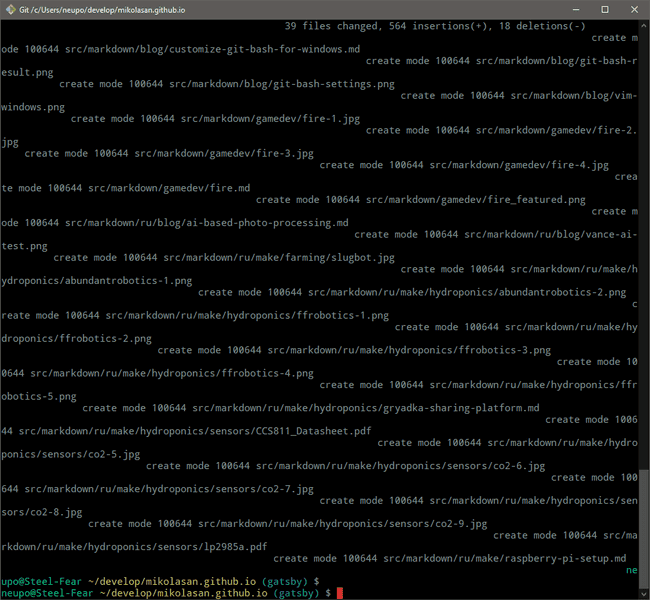 Git /c/Users/neupo/develop/mikolasan.github.io
39 files changed, 564 insertions(+), 18 deletions(-)
create m
ode 100644 src/markdown/blog/customize-git-bash-for-windows.md
create mode 100644 src/markdown/blog/git-bash-r
esult.png
create mode 100644 src/markdown/blog/git-bash-settings.png
create mode 100644 src/markdown/blog/vim-
windows.png
create mode 100644 src/markdown/gamedev/fire-1.jpg
create mode 100644 src/markdown/gamedev/fire-2.
jpg
create mode 100644 src/markdown/gamedev/fire-3.jpg
create mode 100644 src/markdown/gamedev/fire-4.jpg
crea
te mode 100644 src/markdown/gamedev/fire.md
create mode 100644 src/markdown/gamedev/fire_featured.png
create m
ode 100644 src/markdown/ru/blog/ai-based-photo-processing.md
create mode 100644 src/markdown/ru/blog/vance-ai-
test.png
create mode 100644 src/markdown/ru/make/farming/slugbot.jpg
create mode 100644 src/markdown/ru/make/h
ydroponics/abundantrobotics-1.png
create mode 100644 src/markdown/ru/make/hydroponics/abundantrobotics-2.png
c
reate mode 100644 src/markdown/ru/make/hydroponics/ffrobotics-1.png
create mode 100644 src/markdown/ru/make/hy
droponics/ffrobotics-2.png
create mode 100644 src/markdown/ru/make/hydroponics/ffrobotics-3.png
create mode 10
0644 src/markdown/ru/make/hydroponics/ffrobotics-4.png
create mode 100644 src/markdown/ru/make/hydroponics/ffr
obotics-5.png
create mode 100644 src/markdown/ru/make/hydroponics/gryadka-sharing-platform.md
create mode 1006
44 src/markdown/ru/make/hydroponics/sensors/CCS811_Datasheet.pdf
create mode 100644 src/markdown/ru/make/hydro
ponics/sensors/co2-5.jpg
create mode 100644 src/markdown/ru/make/hydroponics/sensors/co2-6.jpg
create mode 100
644 src/markdown/ru/make/hydroponics/sensors/co2-7.jpg
create mode 100644 src/markdown/ru/make/hydroponics/sen
sors/co2-8.jpg
create mode 100644 src/markdown/ru/make/hydroponics/sensors/co2-9.jpg
create mode 100644 src/ma
rkdown/ru/make/hydroponics/sensors/lp2985a.pdf
create mode 100644 src/markdown/ru/make/raspberry-pi-setup.md
ne
upo@Steel-Fear ~/develop/mikolasan.github.io (gatsby) $
neupo@Steel-Fear ~/develop/mikolasan.github.io (gatsby) $